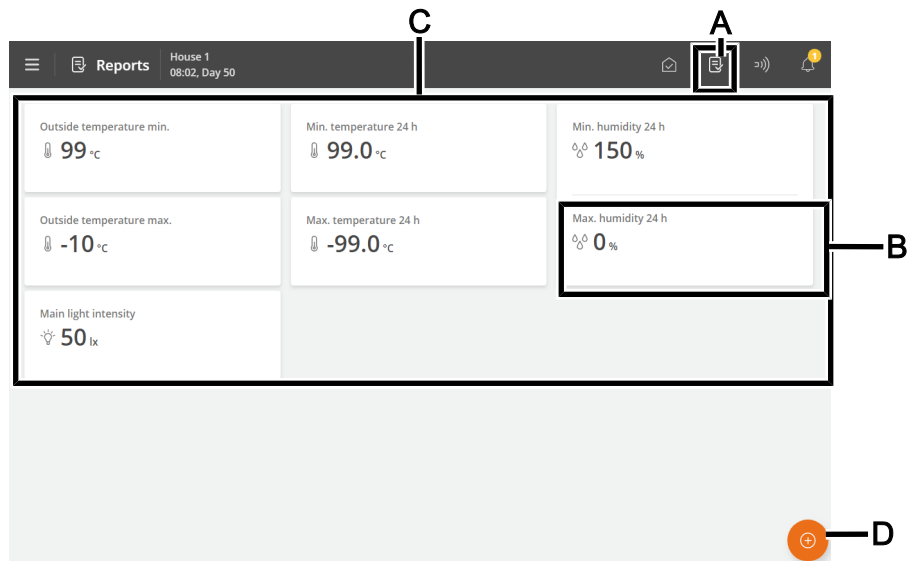 C
A
Reports
House 1
08:02, Day 50
1
Outside temperature min.
99 °C
Min. temperature 24 h
99.0 °C
Min. humidity 24 h
150 %
Outside temperature max.
-10 °C
Max. temperature 24 h
-99.0 °C
Max. humidity 24 h
0 %
B
Main light intensity
50 lx
D